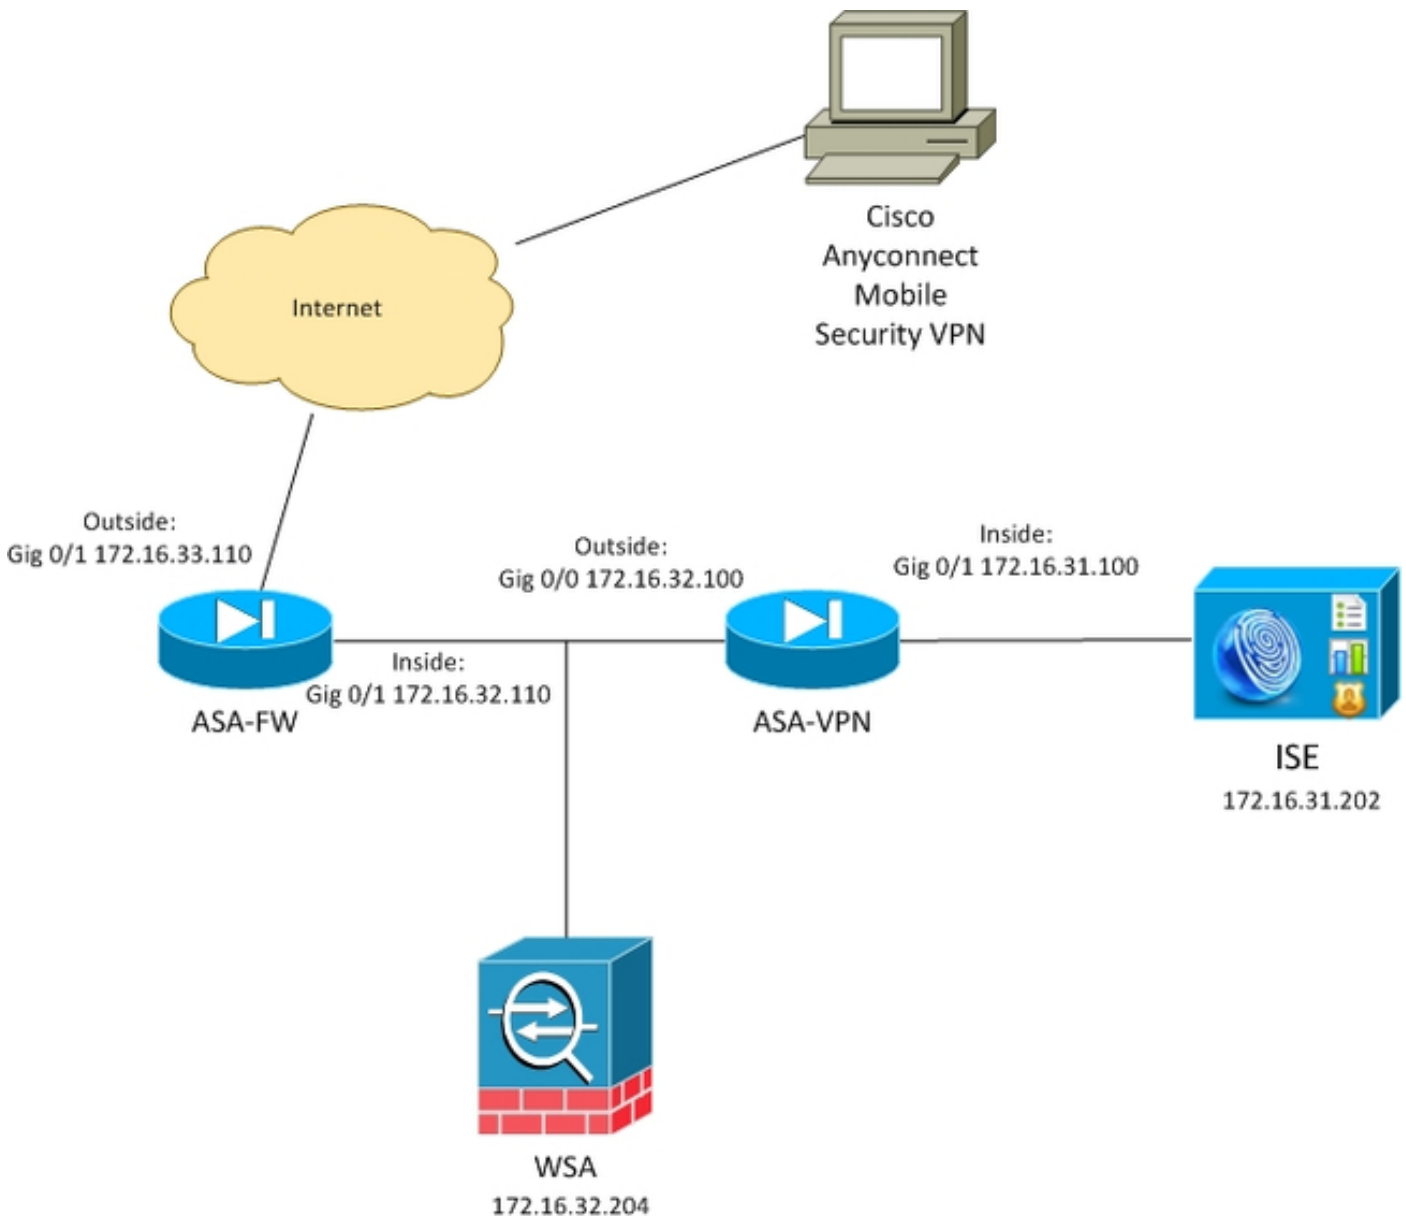 Cisco
Anyconnect
Mobile
Security VPN
Internet
Outside:
Gig 0/1 172.16.33.110
Outside:
Gig 0/0 172.16.32.100
Inside:
Gig 0/1 172.16.31.100
Inside:
Gig 0/1 172.16.32.110
ASA-FW
ASA-VPN
ISE
172.16.31.202
WSA
172.16.32.204